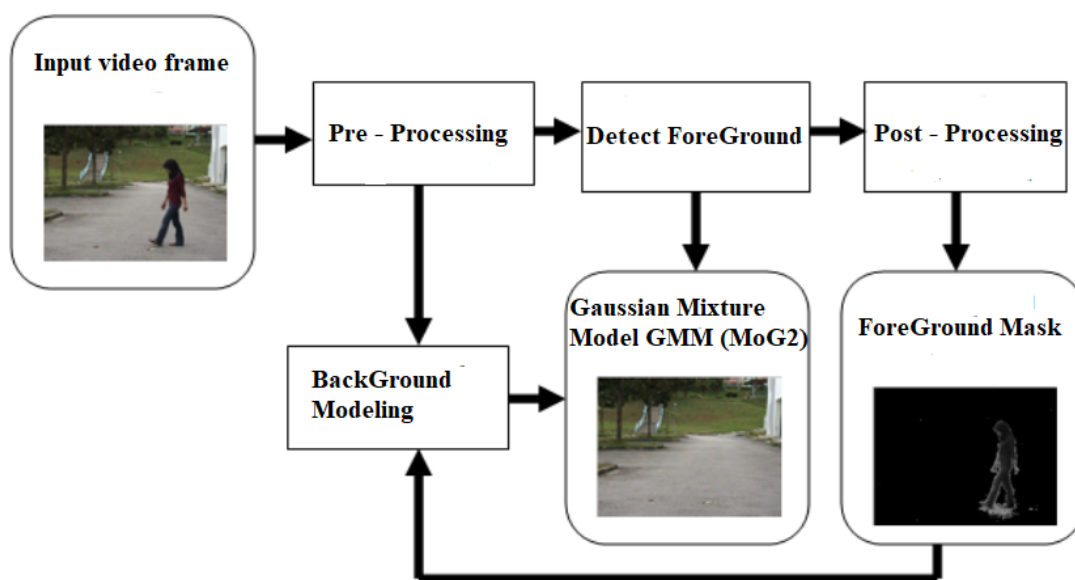 Input video frame
Pre - Processing
Detect ForeGround
Post - Processing
Gaussian Mixture
Model GMM (MoG2)
ForeGround Mask
BackGround
Modeling